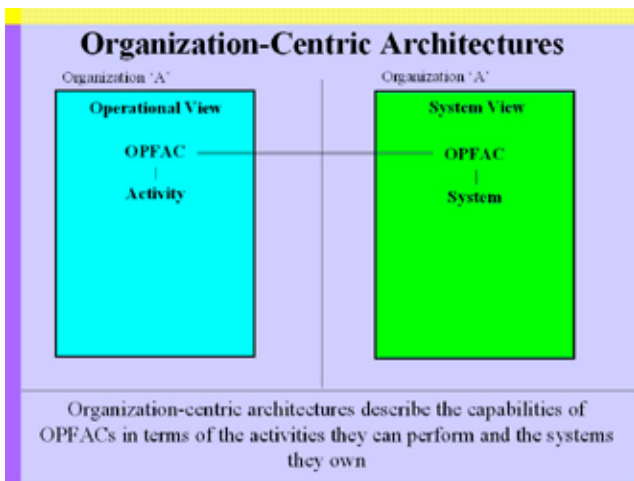 Organization-Centric Architectures
Organization ‘A’
Organization ‘A’
Operational View
System View
OPFAC
OPFAC
Activity
System
Organization-centric architectures describe the capabilities of
OPFACs in terms of the activities they can perform and the systems
they own